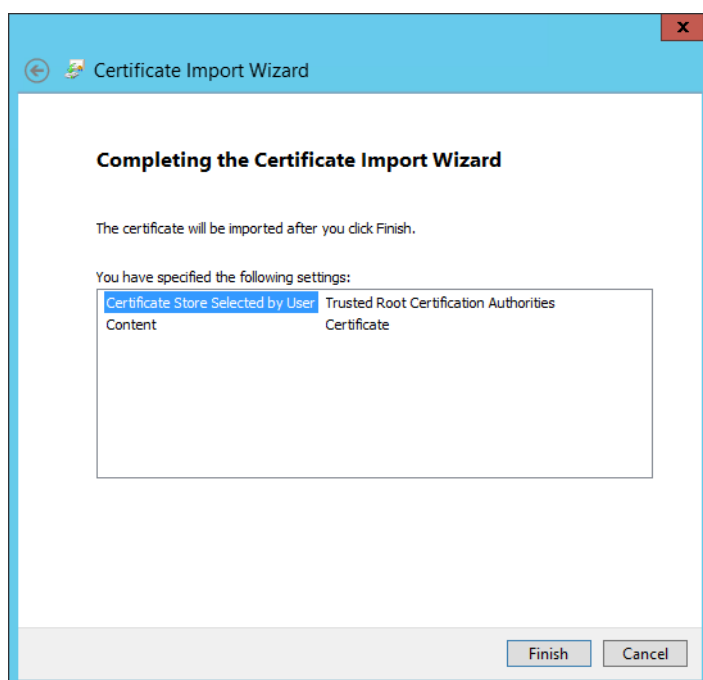 x
Certificate Import Wizard
Completing the Certificate Import Wizard
The certificate will be imported after you click Finish.
You have specified the following settings:
Certificate Store Selected by User Trusted Root Certification Authorities
Content Certificate
Finish Cancel